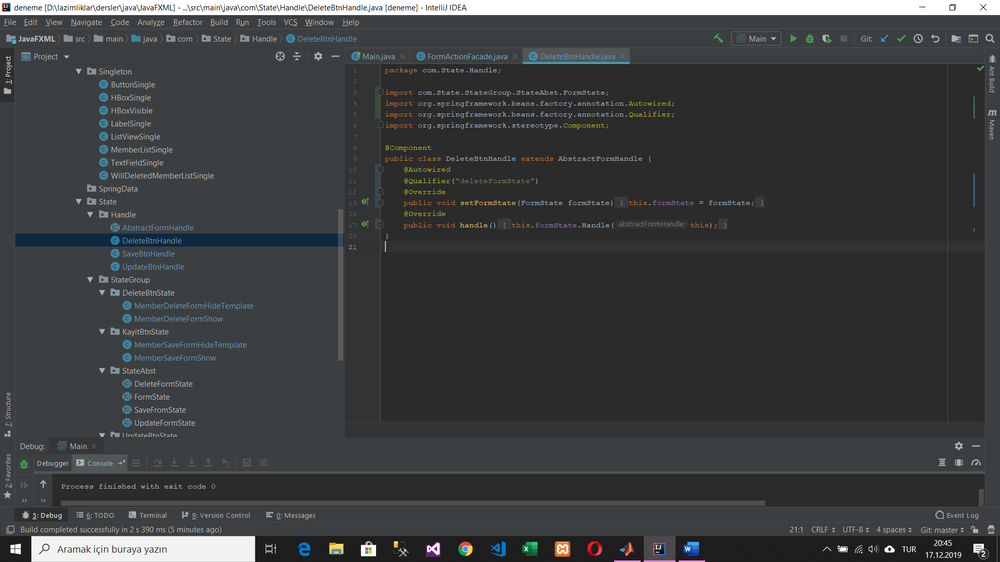 deneme [D:\lazimliklar\dersler\java\JavaFXML] - ...\src\main\java\com\State\Handle\DeleteBtnHandle.java [deneme] - IntelliJ IDEA
File Edit View Navigate Code Analyze Refactor Build Run Tools VCS Window Help
JavaFXML src main java com State Handle DeleteBtnHandle
Main
Git:
1: Project
Project
Singleton
ButtonSingle
HBoxSingle
HBoxVisible
LabelSingle
ListViewSingle
MemberListSingle
TextFieldSingle
WillDeletedMemberListSingle
SpringData
State
Handle
AbstractFormHandle
DeleteBtnHandle
SaveBtnHandle
UpdateBtnHandle
StateGroup
DeleteBtnState
MemberDeleteFormHideTemplate
MemberDeleteFormShow
KayitBtnState
MemberSaveFormHideTemplate
MemberSaveFormShow
StateAbst
DeleteFormState
FormState
SaveFromState
UpdateFormState
UpdateBtnState
7: Structure
2: Favorites
Main.java FormActionFacade.java DeleteBtnHandle.java
1 package com.State.Handle;
2
3 import com.State.StateGroup.StateAbst.FormState;
4 import org.springframework.beans.factory.annotation.Autowired;
5 import org.springframework.beans.factory.annotation.Qualifier;
6 import org.springframework.stereotype.Component;
7
8 @Component
9 public class DeleteBtnHandle extends AbstractFormHandle {
10 @Autowired
11 @Qualifier("deleteFormState")
12 @Override
13 public void setFormState(FormState formState) { this.formState = formState; }
16 @Override
17 public void handle() { this.formState.Handle( abstractFormHandle: this); }
20 }
21
Ant Build
m Maven
Debug: Main
Debugger Console
Process finished with exit code 0
5: Debug 6: TODO Terminal 9: Version Control 0: Messages Event Log
Build completed successfully in 2 s 390 ms (5 minutes ago) 21:1 CRLF UTF-8 4 spaces Git: master
Aramak için buraya yazın
TUR
20:45
17.12.2019
2